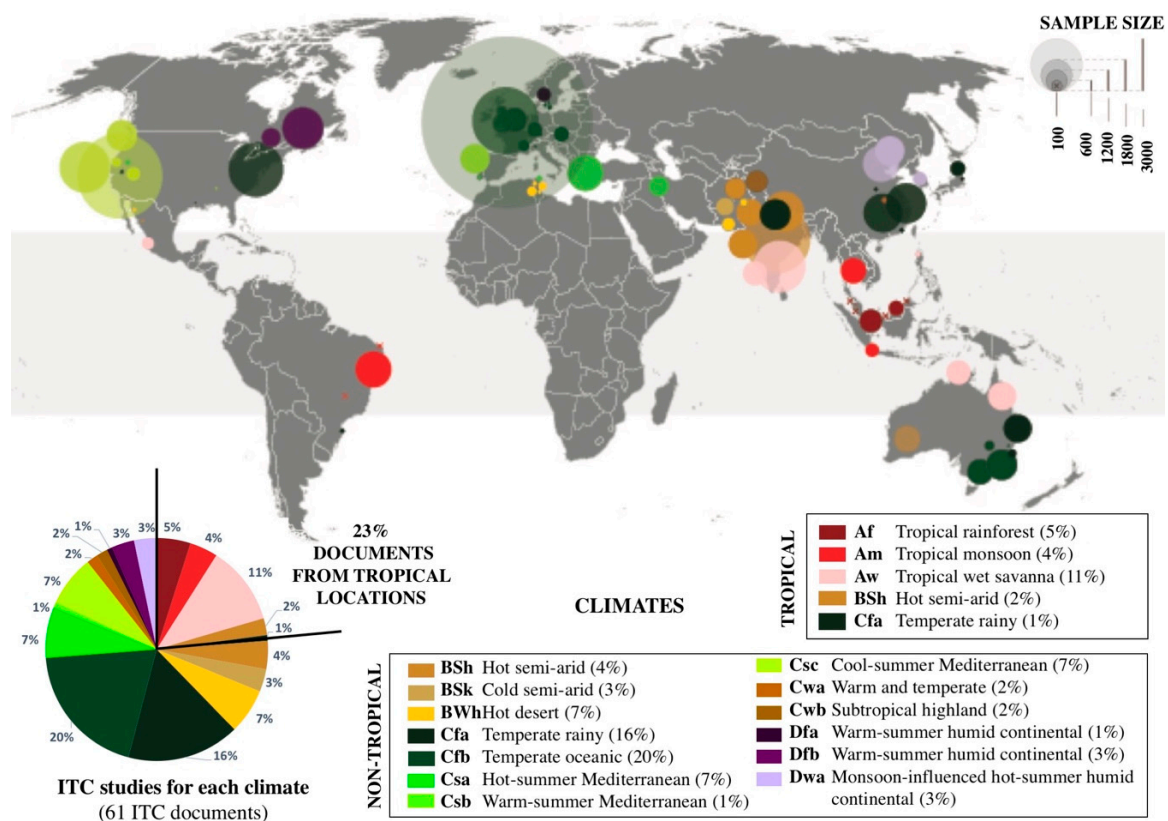 SAMPLE SIZE
100
600
1200
1800
3000
1%
2%
2%
7%
1%
7%
20%
16%
7%
3%
4%
1%
2%
11%
4%
5%
3%
3%
23%
DOCUMENTS
FROM TROPICAL
LOCATIONS
ITC studies for each climate
(61 ITC documents)
CLIMATES
TROPICAL
Af Tropical rainforest (5%)
Am Tropical monsoon (4%)
Aw Tropical wet savanna (11%)
BSh Hot semi-arid (2%)
Cfa Temperate rainy (1%)
NON-TROPICAL
BSh Hot semi-arid (4%)
BSk Cold semi-arid (3%)
BWh Hot desert (7%)
Cfa Temperate rainy (16%)
Cfb Temperate oceanic (20%)
Csa Hot-summer Mediterranean (7%)
Csb Warm-summer Mediterranean (1%)
Csc Cool-summer Mediterranean (7%)
Cwa Warm and temperate (2%)
Cwb Subtropical highland (2%)
Dfa Warm-summer humid continental (1%)
Dfb Warm-summer humid continental (3%)
Dwa Monsoon-influenced hot-summer humid
continental (3%)